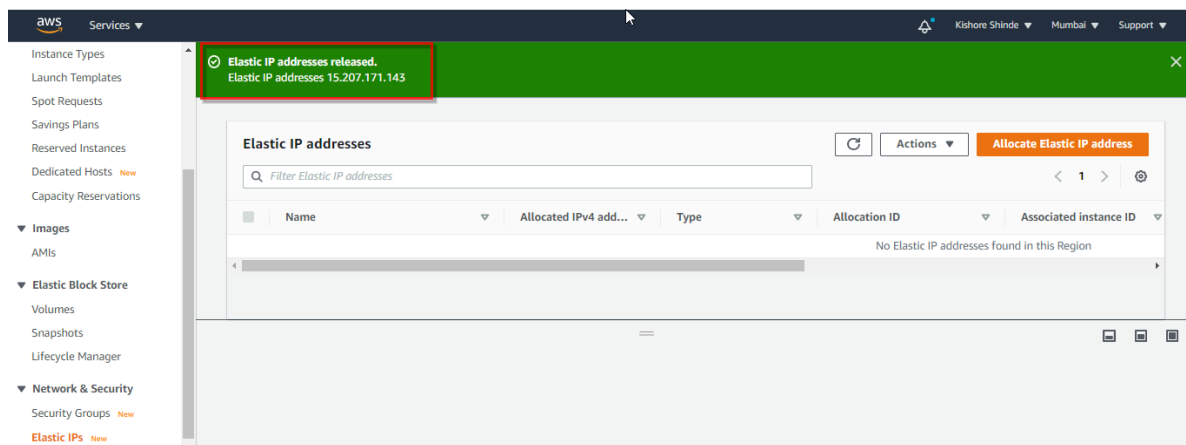 aws
Services
Kishore Shinde
Mumbai
Support
Instance Types
Launch Templates
Spot Requests
Savings Plans
Reserved Instances
Dedicated Hosts New
Capacity Reservations
Images
AMIs
Elastic Block Store
Volumes
Snapshots
Lifecycle Manager
Network & Security
Security Groups New
Elastic IPs New
Elastic IP addresses released.
Elastic IP addresses 15.207.171.143
Elastic IP addresses
Actions
Allocate Elastic IP address
Filter Elastic IP addresses
1
Name
Allocated IPv4 add...
Type
Allocation ID
Associated instance ID
No Elastic IP addresses found in this Region